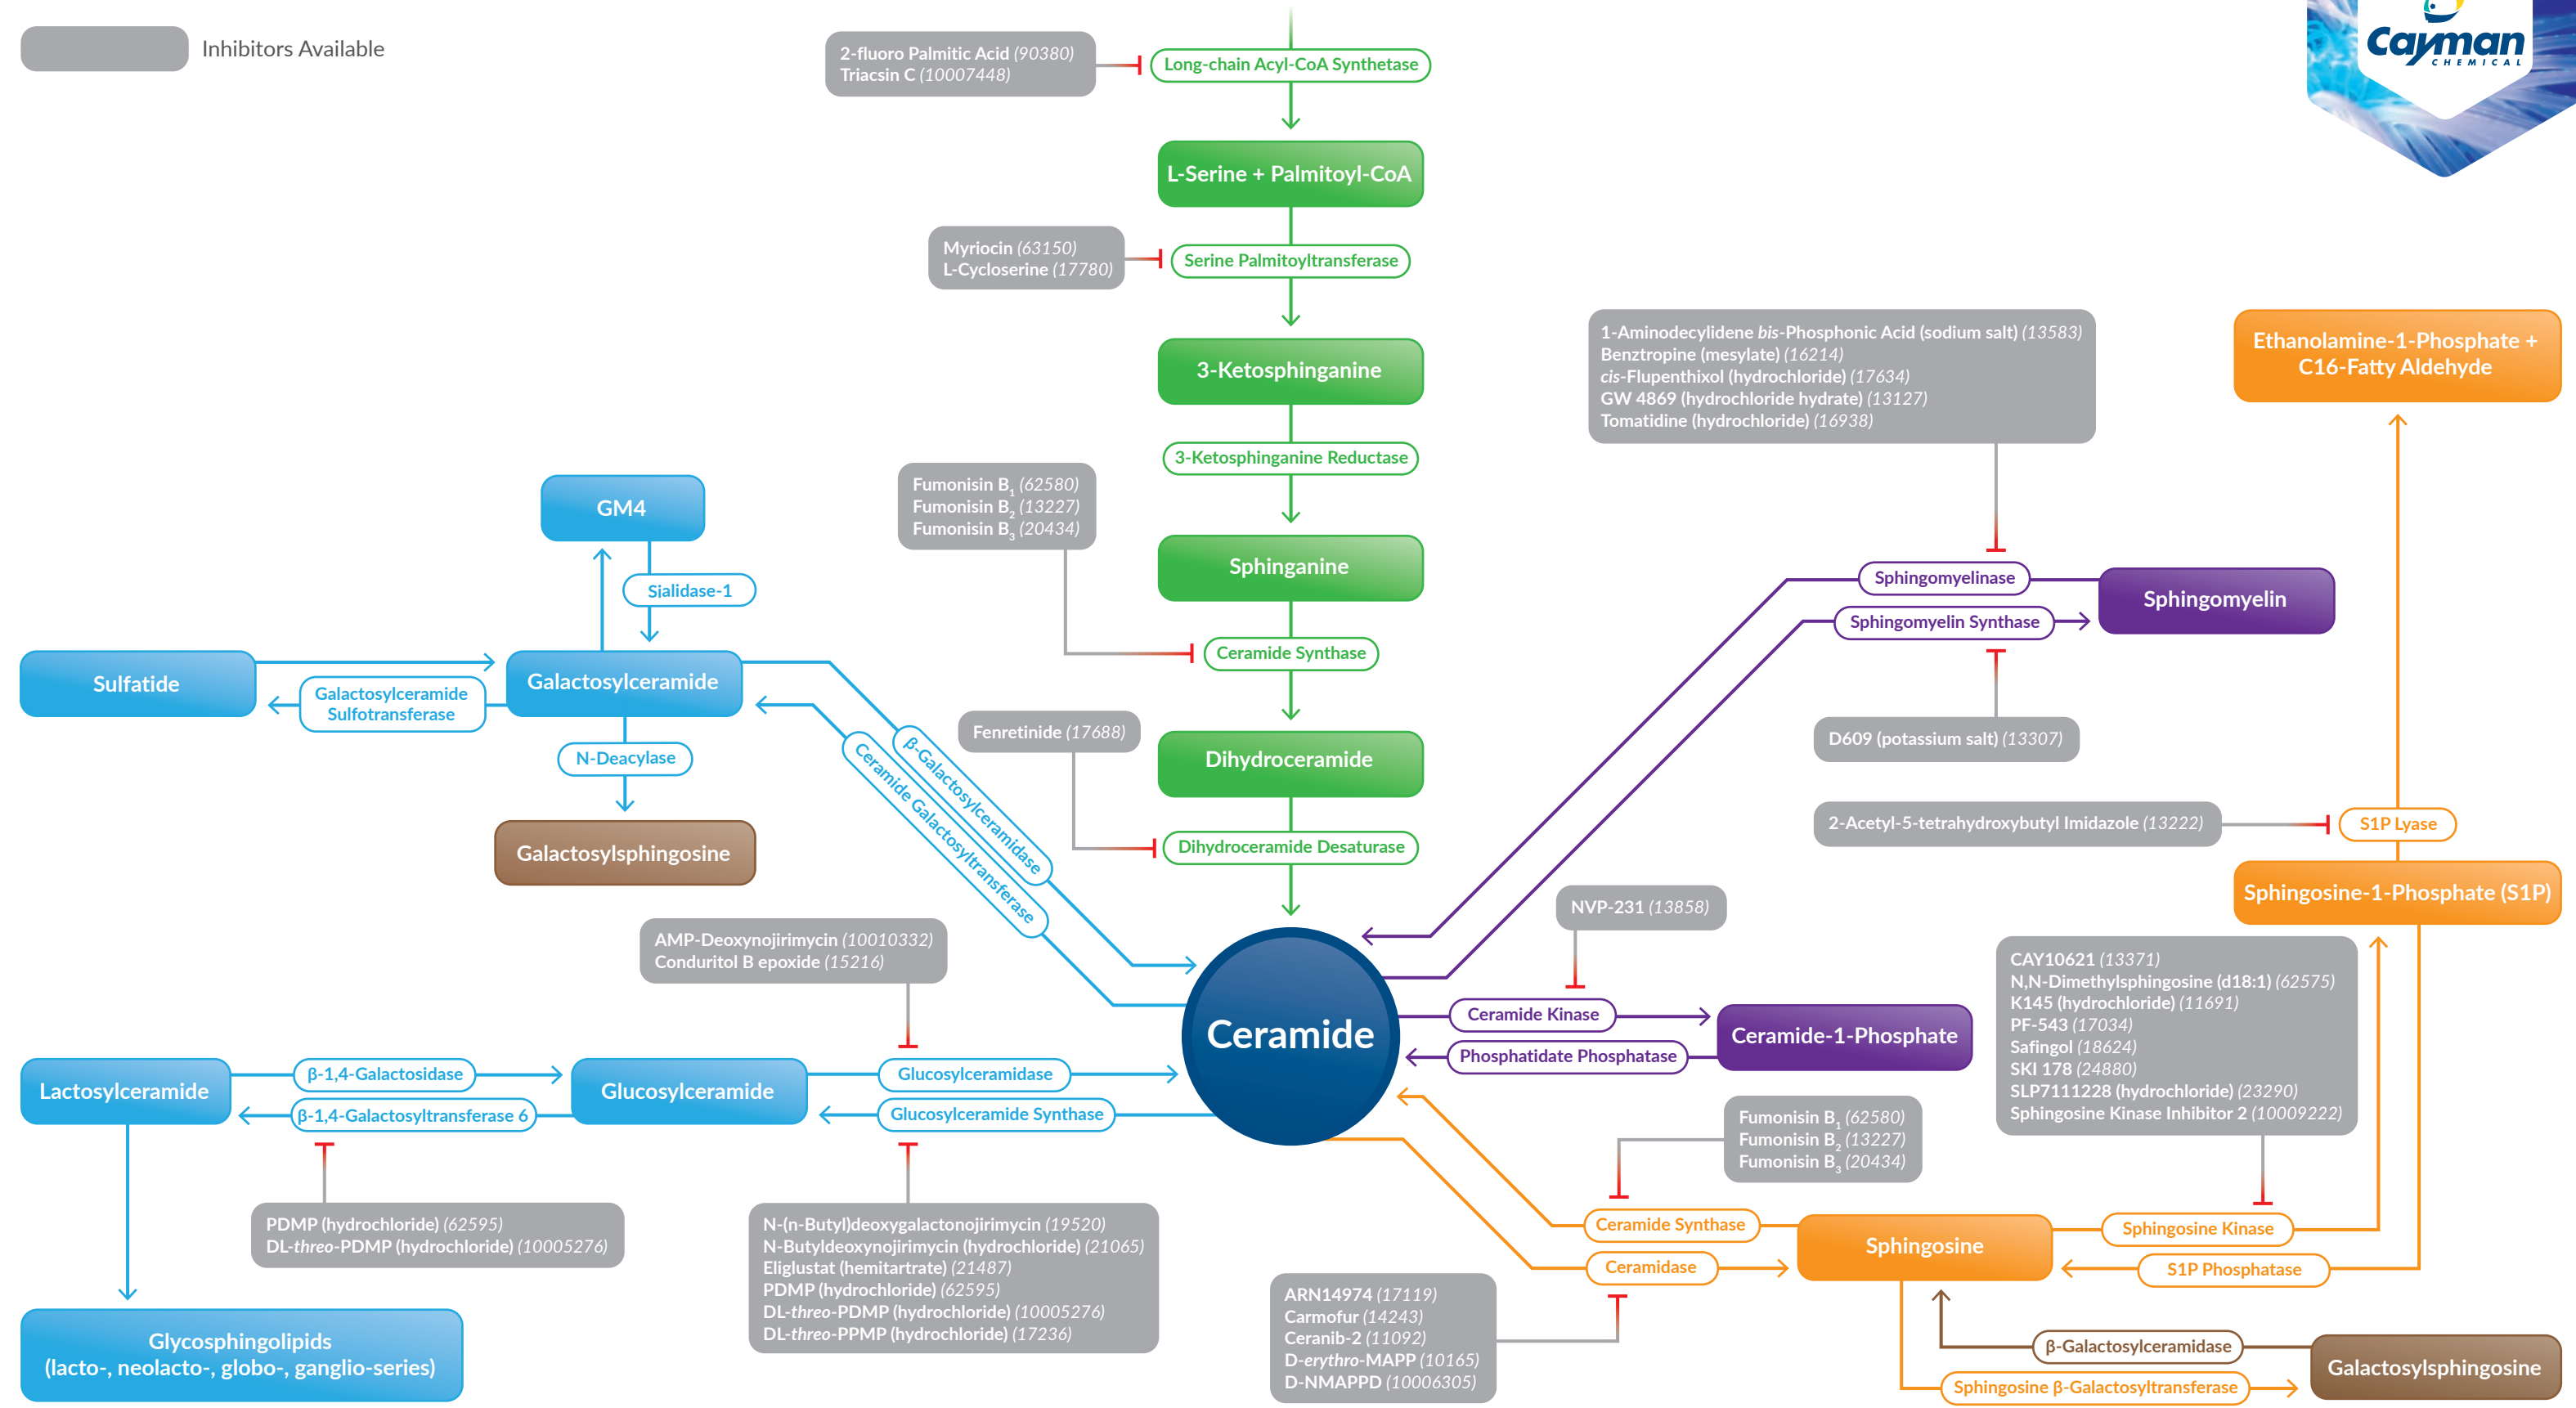 Inhibitors Available
Cayman
CHEMICAL
2-fluoro Palmitic Acid (90380)
Triacsin C (10007448)
Long-chain Acyl-CoA Synthetase
L-Serine + Palmitoyl-CoA
Myriocin (63150)
L-Cycloserine (17780)
Serine Palmitoyltransferase
3-Ketosphinganine
3-Ketosphinganine Reductase
Fumonisin B1 (62580)
Fumonisin B2 (13227)
Fumonisin B3 (20434)
Sphinganine
Ceramide Synthase
Fenretinide (17688)
Dihydroceramide
Dihydroceramide Desaturase
Ceramide
GM4
Sialidase-1
Sulfatide
Galactosylceramide
Sulfotransferase
Galactosylceramide
N-Deacylase
Galactosylsphingosine
β-Galactosylceramidase
Ceramide Galactosyltransferase
AMP-Deoxynojirimycin (10010332)
Conduritol B epoxide (15216)
Lactosylceramide
β-1,4-Galactosidase
β-1,4-Galactosyltransferase 6
Glucosylceramide
Glucosylceramidase
Glucosylceramide Synthase
PDMP (hydrochloride) (62595)
DL-threo-PDMP (hydrochloride) (10005276)
N-(n-Butyl)deoxygalactonojirimycin (19520)
N-Butyldeoxynojirimycin (hydrochloride) (21065)
Eliglustat (hemitartrate) (21487)
PDMP (hydrochloride) (62595)
DL-threo-PDMP (hydrochloride) (10005276)
DL-threo-PPMP (hydrochloride) (17236)
Glycosphingolipids
(lacto-, neolacto-, globo-, ganglio-series)
1-Aminodecylidene bis-Phosphonic Acid (sodium salt) (13583)
Benztropine (mesylate) (16214)
cis-Flupenthixol (hydrochloride) (17634)
GW 4869 (hydrochloride hydrate) (13127)
Tomatidine (hydrochloride) (16938)
Sphingomyelinase
Sphingomyelin Synthase
Sphingomyelin
D609 (potassium salt) (13307)
Ethanolamine-1-Phosphate +
C16-Fatty Aldehyde
2-Acetyl-5-tetrahydroxybutyl Imidazole (13222)
S1P Lyase
Sphingosine-1-Phosphate (S1P)
NVP-231 (13858)
Ceramide Kinase
Phosphatidate Phosphatase
Ceramide-1-Phosphate
CAY10621 (13371)
N,N-Dimethylsphingosine (d18:1) (62575)
K145 (hydrochloride) (11691)
PF-543 (17034)
Safingol (18624)
SKI 178 (24880)
SLP7111228 (hydrochloride) (23290)
Sphingosine Kinase Inhibitor 2 (10009222)
Fumonisin B1 (62580)
Fumonisin B2 (13227)
Fumonisin B3 (20434)
Ceramide Synthase
Ceramidase
Sphingosine
Sphingosine Kinase
S1P Phosphatase
ARN14974 (17119)
Carmofur (14243)
Ceranib-2 (11092)
D-erythro-MAPP (10165)
D-NMAPPD (10006305)
β-Galactosylceramidase
Sphingosine β-Galactosyltransferase
Galactosylsphingosine